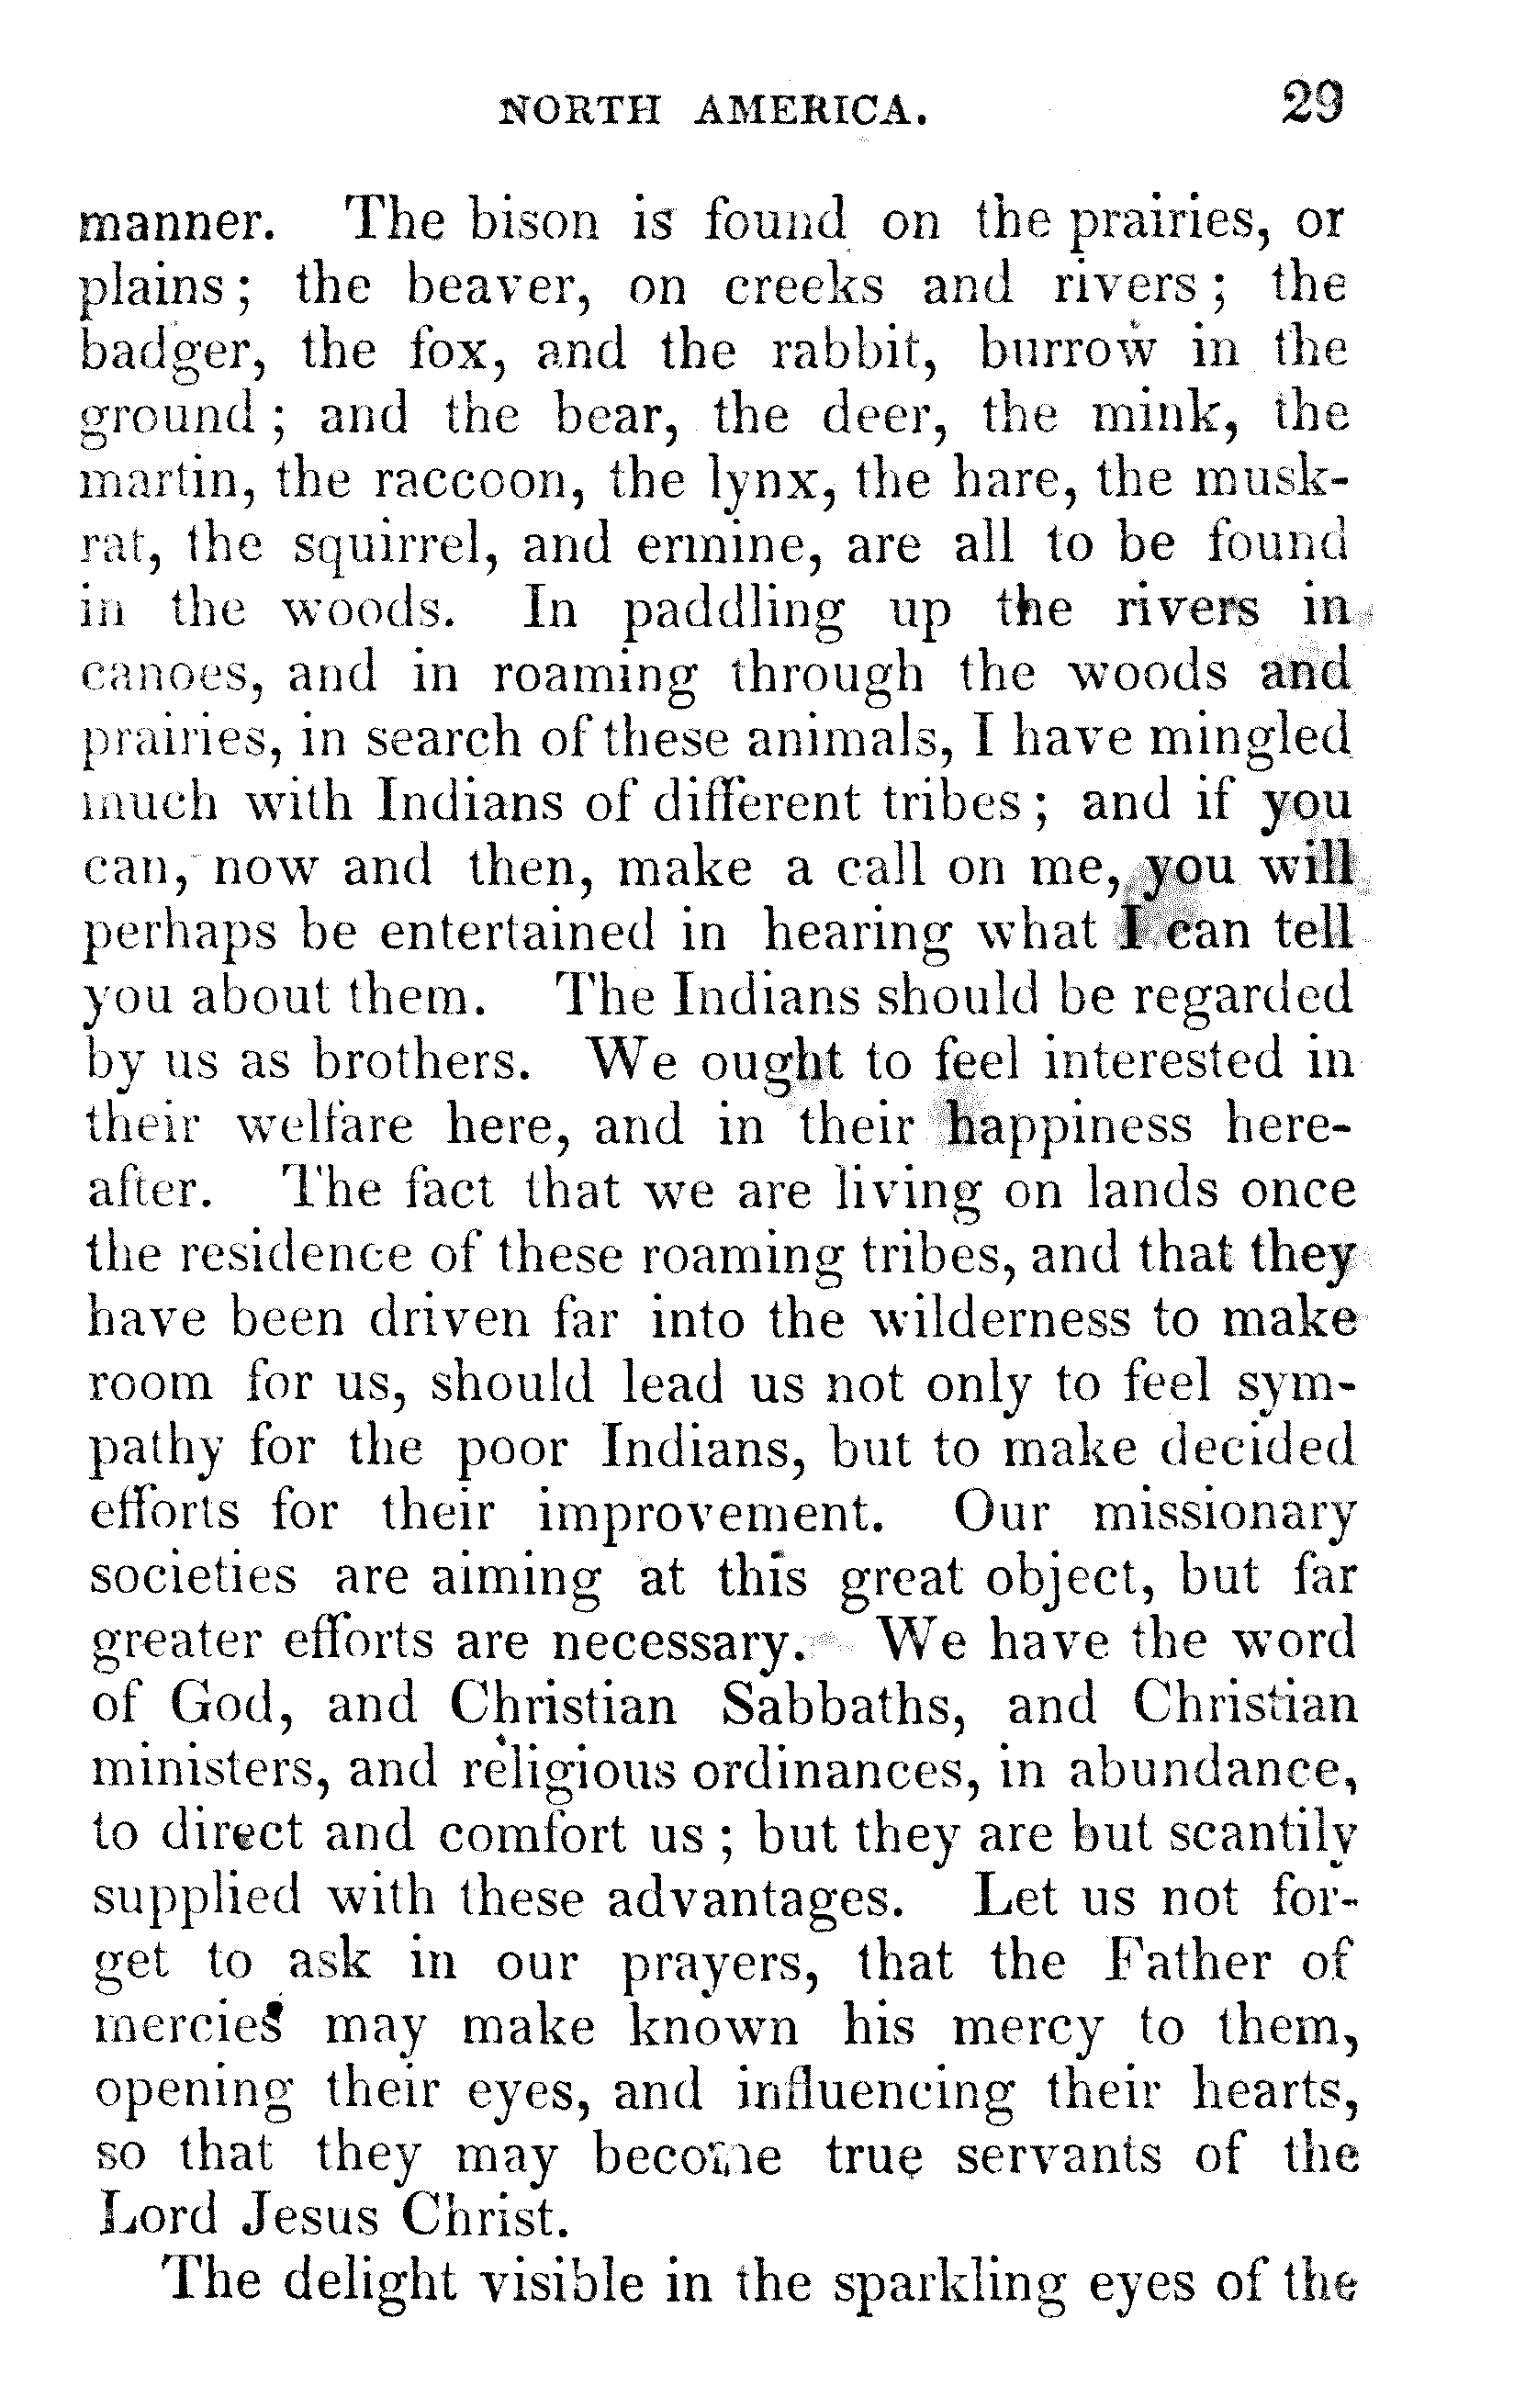 NORTH AMERICA. 29
manner. The bison is found on the prairies, or
plains; the beaver, on creeks and rivers; the
badger, the fox, and the rabbit, burrow in the
ground; and the bear, the deer, the mink, the
martin, the raccoon, the lynx, the hare, the musk-
rat, the squirrel, and ermine, are all to be found
in the woods. In paddling up the rivers in
canoes, and in roaming through the woods and
prairies, in search of these animals, I have mingled
much with Indians of different tribes; and if you
can, now and then, make a call on me, you will
perhaps be entertained in hearing what I can tell
you about them. The Indians should be regarded
by us as brothers. We ought to feel interested in
their welfare here, and in their happiness here-
after. The fact that we are living on lands once
the residence of these roaming tribes, and that they
have been driven far into the wilderness to make
room for us, should lead us not only to feel sym-
pathy for the poor Indians, but to make decided
efforts for their improvement. Our missionary
societies are aiming at this great object, but far
greater efforts are necessary. We have the word
of God, and Christian Sabbaths, and Christian
ministers, and religious ordinances, in abundance,
to direct and comfort us; but they are but scantily
supplied with these advantages. Let us not for-
get to ask in our prayers, that the Father of
mercies may make known his mercy to them,
opening their eyes, and influencing their hearts,
so that they may become true servants of the
Lord Jesus Christ.
The delight visible in the sparkling eyes of the